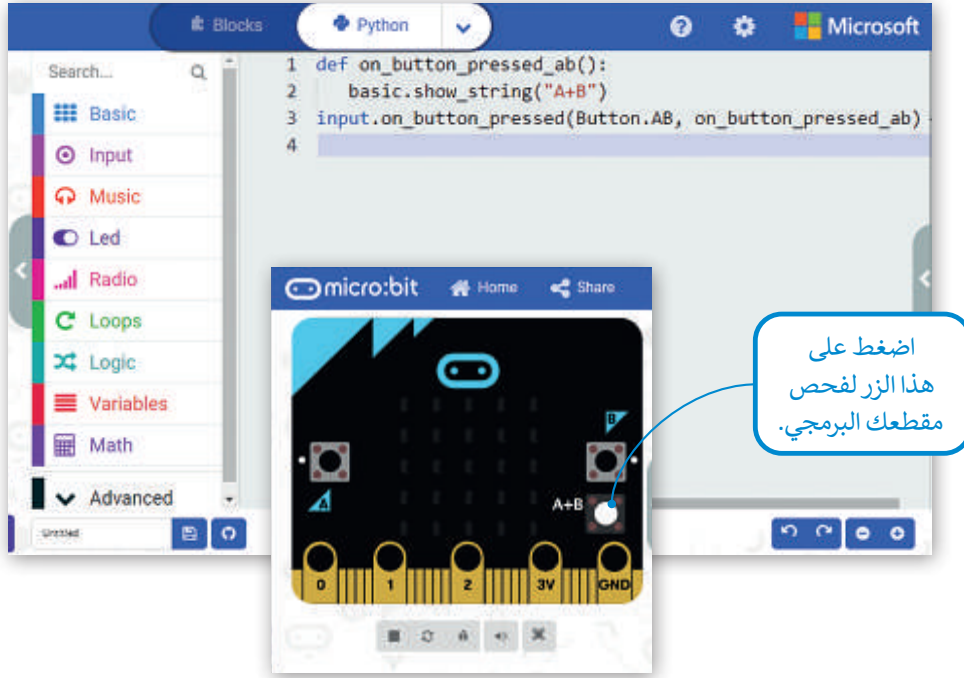 Blocks
Python
Microsoft
Search...
Basic
Input
Music
Led
Radio
Loops
Logic
Variables
Math
Advanced
Untitled
1 def on_button_pressed_ab():
2 basic.show_string("A+B")
3 input.on_button_pressed(Button.AB, on_button_pressed_ab)
4
micro:bit
Home
Share
B
A
A+B
0
1
2
3V
GND
اضغط على
هذا الزر لفحص
مقطعك البرمجي.